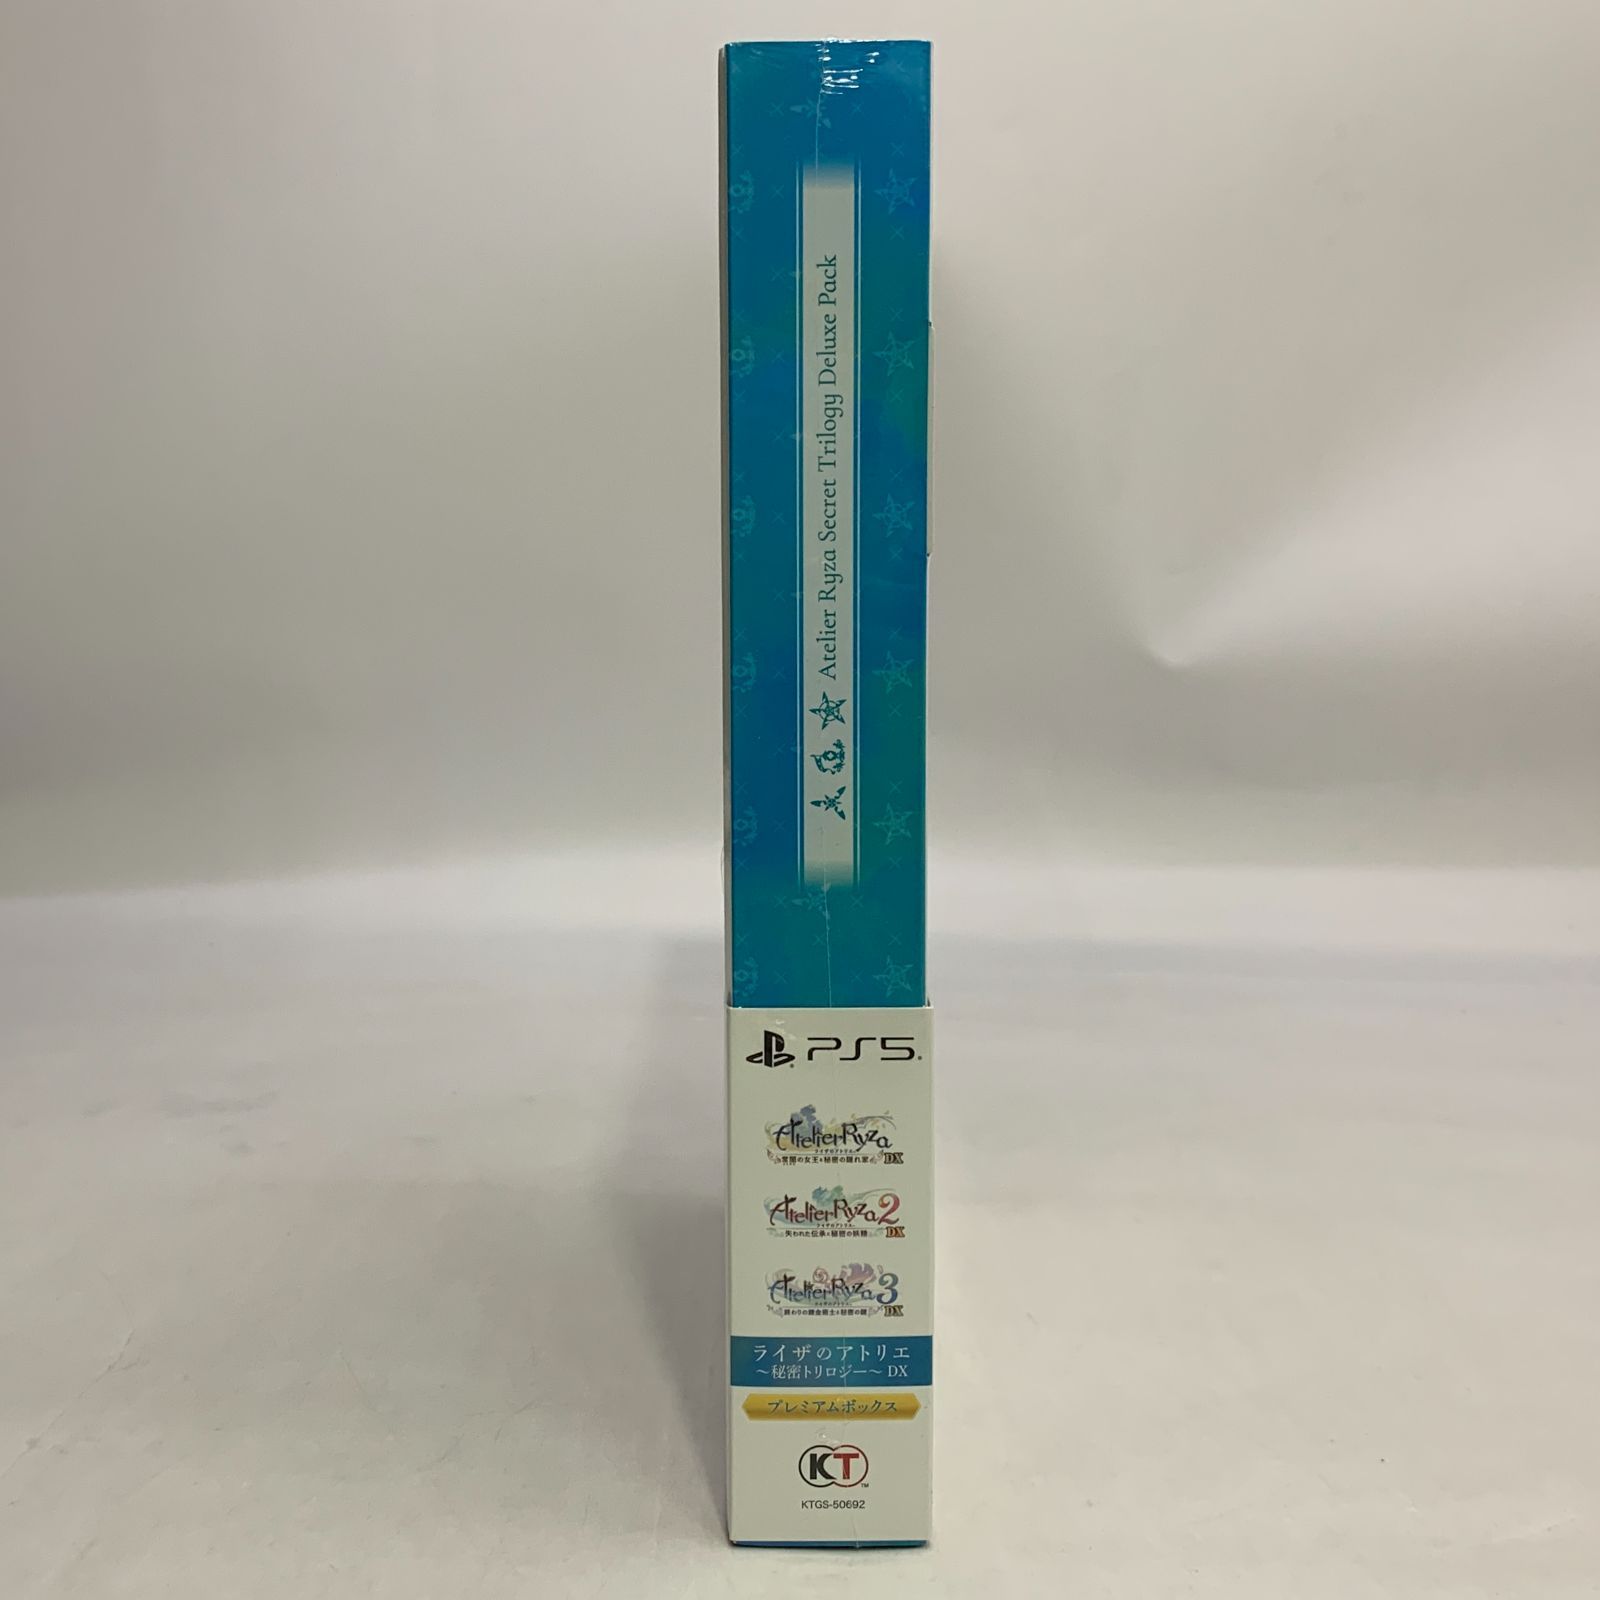 Atelier Ryza Secret Trilogy Deluxe Pack
PS5
Atelier Ryza
ライザのアトリエ
常闇の女王と秘密の隠れ家
DX
Atelier Ryza 2
ライザのアトリエ
失われた伝承と秘密の妖精
DX
Atelier Ryza 3
ライザのアトリエ
終わりの錬金術士と秘密の鍵
DX
ライザのアトリエ
～秘密トリロジー～ DX
プレミアムボックス
KT
KTGS-50692